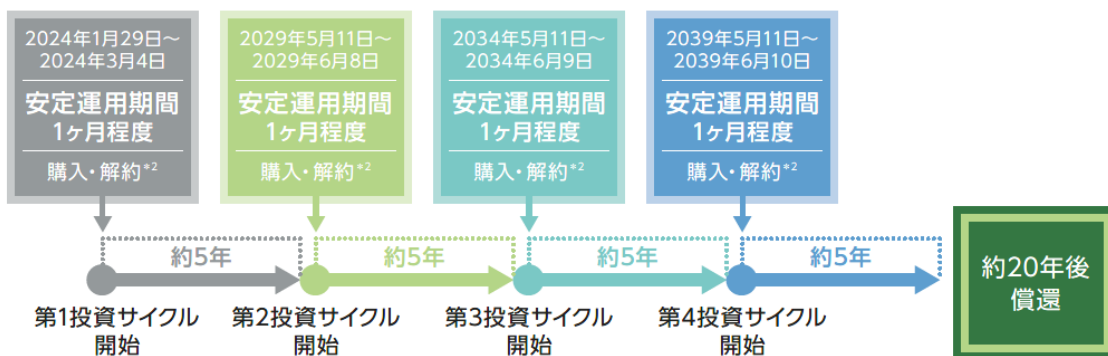 2024年1月29日～
2024年3月4日
安定運用期間
1ヶ月程度
購入・解約*2
2029年5月11日～
2029年6月8日
安定運用期間
1ヶ月程度
購入・解約*2
2034年5月11日～
2034年6月9日
安定運用期間
1ヶ月程度
購入・解約*2
2039年5月11日～
2039年6月10日
安定運用期間
1ヶ月程度
購入・解約*2
約5年
約5年
約5年
約5年
第1投資サイクル
開始
第2投資サイクル
開始
第3投資サイクル
開始
第4投資サイクル
開始
約20年後
償還